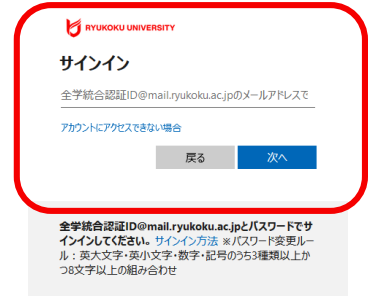 RYUKOKU UNIVERSITY
サインイン
全学統合認証ID@mail.ryukoku.ac.jpのメールアドレスで
アカウントにアクセスできない場合
戻る
次へ
全学統合認証ID@mail.ryukoku.ac.jpとパスワードでサ
インインしてください。サインイン方法 ※パスワード変更ルー
ル：英大文字・英小文字・数字・記号のうち3種類以上か
つ8文字以上の組み合わせ